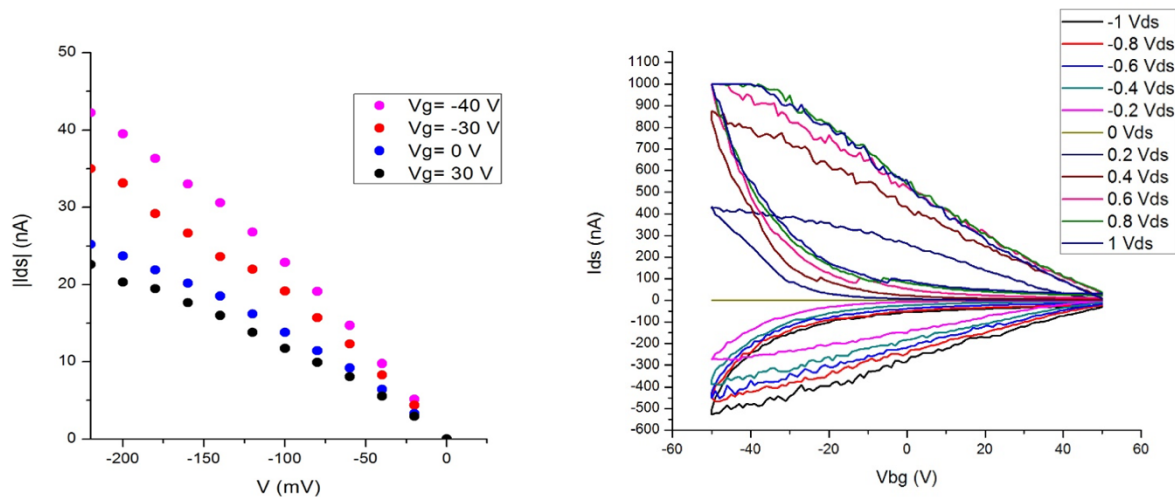 50
40
30
20
10
0
-200
-150
-100
-50
0
|Ids| (nA)
V (mV)
Vg= -40 V
Vg= -30 V
Vg= 0 V
Vg= 30 V
1100
1000
900
800
700
600
500
400
300
200
100
0
-100
-200
-300
-400
-500
-600
-60
-40
-20
0
20
40
60
Ids (nA)
Vbg (V)
-1 Vds
-0.8 Vds
-0.6 Vds
-0.4 Vds
-0.2 Vds
0 Vds
0.2 Vds
0.4 Vds
0.6 Vds
0.8 Vds
1 Vds